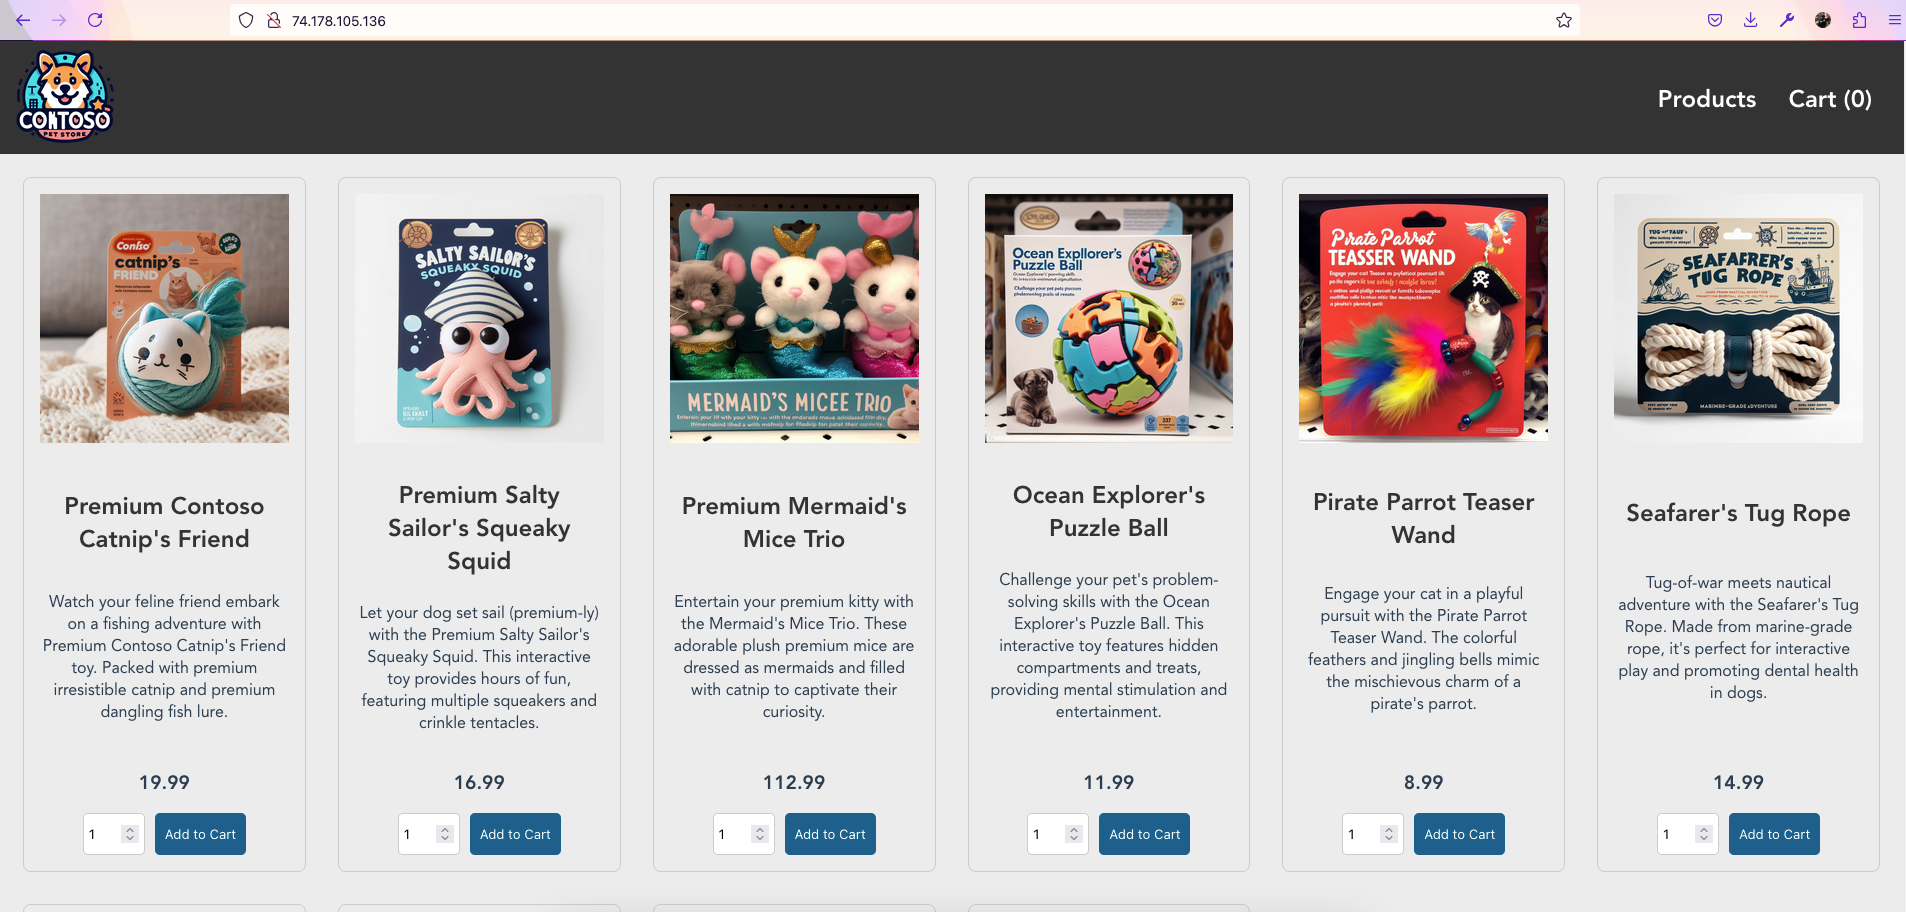 74.178.105.136
CONTOSO
PET STORE
Products
Cart (0)
Contso
catnip's
FRIEND
SALTY SAILOR'S
SQUEAKY SQUID
MERMAID'S MICEE TRIO
Ocean Expllorer's
Puzzle Ball
Pirate Parrot
TEASSER WAND
SEAFAFRER'S
TUG ROPE
Premium Contoso
Catnip's Friend
Watch your feline friend embark
on a fishing adventure with
Premium Contoso Catnip's Friend
toy. Packed with premium
irresistible catnip and premium
dangling fish lure.
19.99
1
Add to Cart
Premium Salty
Sailor's Squeaky
Squid
Let your dog set sail (premium-ly)
with the Premium Salty Sailor's
Squeaky Squid. This interactive
toy provides hours of fun,
featuring multiple squeakers and
crinkle tentacles.
16.99
1
Add to Cart
Premium Mermaid's
Mice Trio
Entertain your premium kitty with
the Mermaid's Mice Trio. These
adorable plush premium mice are
dressed as mermaids and filled
with catnip to captivate their
curiosity.
112.99
1
Add to Cart
Ocean Explorer's
Puzzle Ball
Challenge your pet's problem-
solving skills with the Ocean
Explorer's Puzzle Ball. This
interactive toy features hidden
compartments and treats,
providing mental stimulation and
entertainment.
11.99
1
Add to Cart
Pirate Parrot Teaser
Wand
Engage your cat in a playful
pursuit with the Pirate Parrot
Teaser Wand. The colorful
feathers and jingling bells mimic
the mischievous charm of a
pirate's parrot.
8.99
1
Add to Cart
Seafarer's Tug Rope
Tug-of-war meets nautical
adventure with the Seafarer's Tug
Rope. Made from marine-grade
rope, it's perfect for interactive
play and promoting dental health
in dogs.
14.99
1
Add to Cart